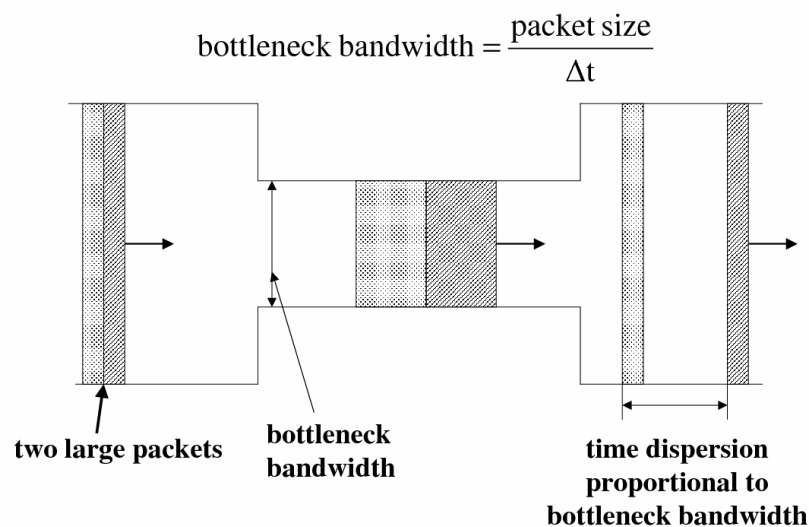 bottleneck bandwidth = packet size / Δt
two large packets
bottleneck
bandwidth
time dispersion
proportional to
bottleneck bandwidth